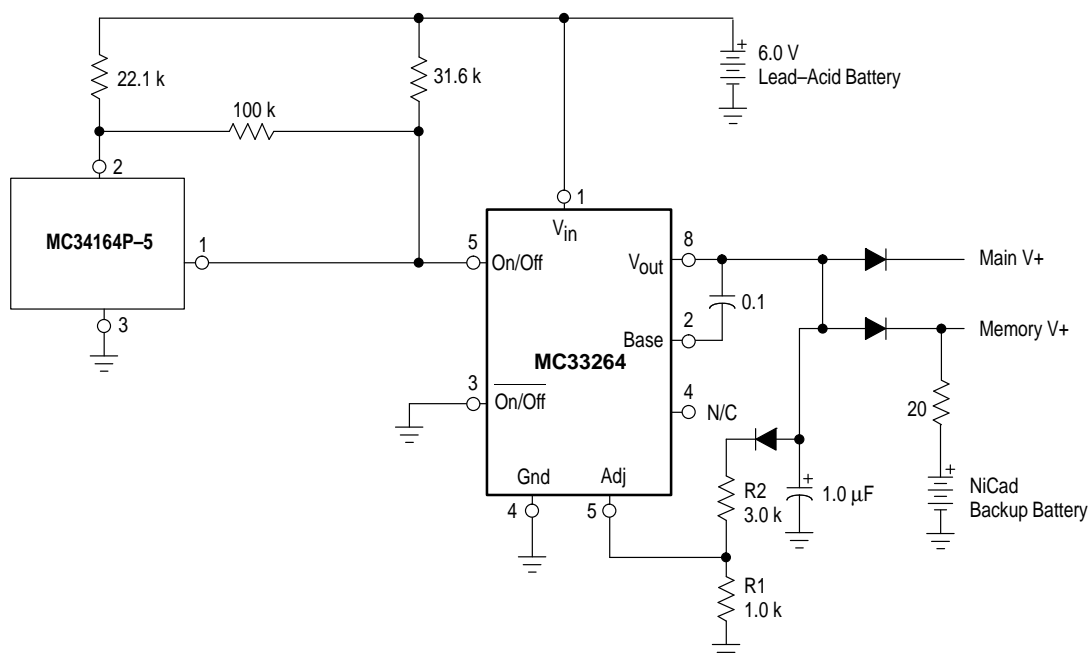 22.1 k
31.6 k
6.0 V
Lead–Acid Battery
100 k
2
MC34164P–5
1
3
1
Vin
5
On/Off
Vout
8
0.1
Base
2
MC33264
3
On/Off
4
N/C
Gnd
Adj
4
5
Main V+
Memory V+
20
NiCad
Backup Battery
R2
3.0 k
1.0 µF
R1
1.0 k